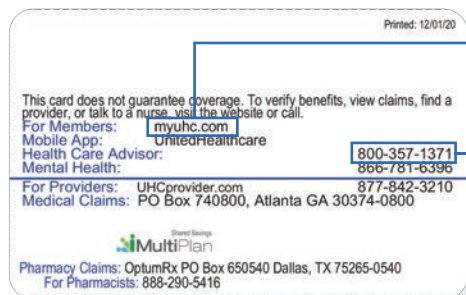 Printed: 12/01/20
This card does not guarantee coverage. To verify benefits, view claims, find a
provider, or talk to a nurse, visit the website or call.
For Members: myuhc.com
Mobile App: UnitedHealthcare
Health Care Advisor: 800-357-1371
Mental Health: 866-781-6396
For Providers: UHCprovider.com 877-842-3210
Medical Claims: PO Box 740800, Atlanta GA 30374-0800
Shared Savings
MultiPlan
Pharmacy Claims: OptumRx PO Box 650540 Dallas, TX 75265-0540
For Pharmacists: 888-290-5416